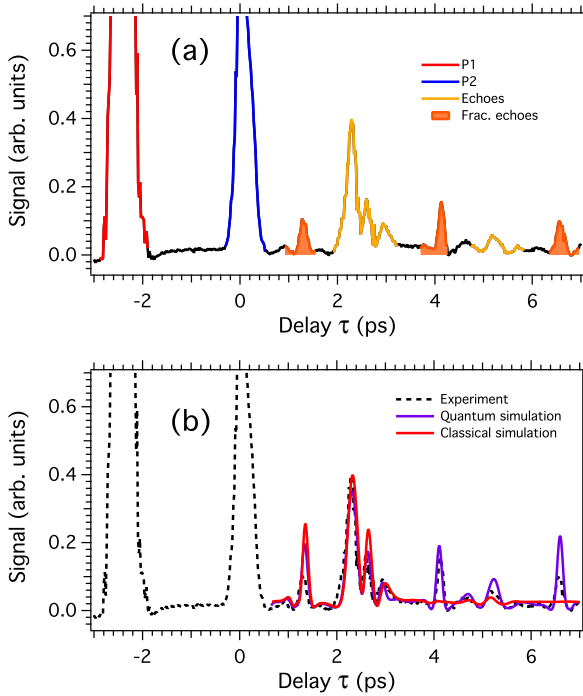 (a)
P1
P2
Echoes
Frac. echoes
Signal (arb. units)
0.6
0.4
0.2
0.0
-2
0
2
4
6
Delay τ (ps)
(b)
Experiment
Quantum simulation
Classical simulation
Signal (arb. units)
0.6
0.4
0.2
0.0
-2
0
2
4
6
Delay τ (ps)